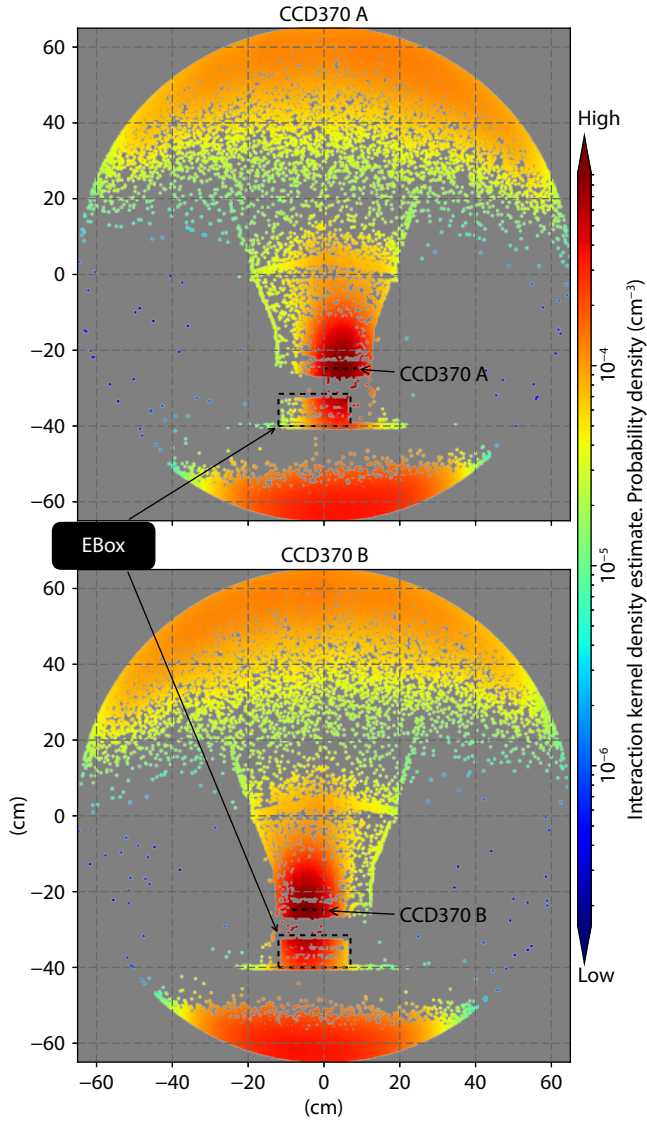 CCD370 A
60
40
20
0
−20
−40
−60
CCD370 A
EBox
CCD370 B
60
40
20
0
−20
−40
−60
(cm)
CCD370 B
−60 −40 −20 0 20 40 60
(cm)
High
10⁻⁴
10⁻⁵
10⁻⁶
Low
Interaction kernel density estimate. Probability density (cm⁻³)